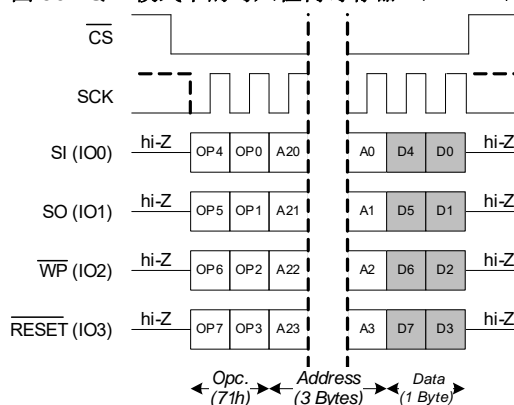 CS
SCK
SI (IO0) hi-Z OP4 OP0 A20 A0 D4 D0 hi-Z
SO (IO1) hi-Z OP5 OP1 A21 A1 D5 D1 hi-Z
WP (IO2) hi-Z OP6 OP2 A22 A2 D6 D2 hi-Z
RESET (IO3) hi-Z OP7 OP3 A23 A3 D7 D3 hi-Z
Opc. Address Data
(71h) (3 Bytes) (1 Byte)